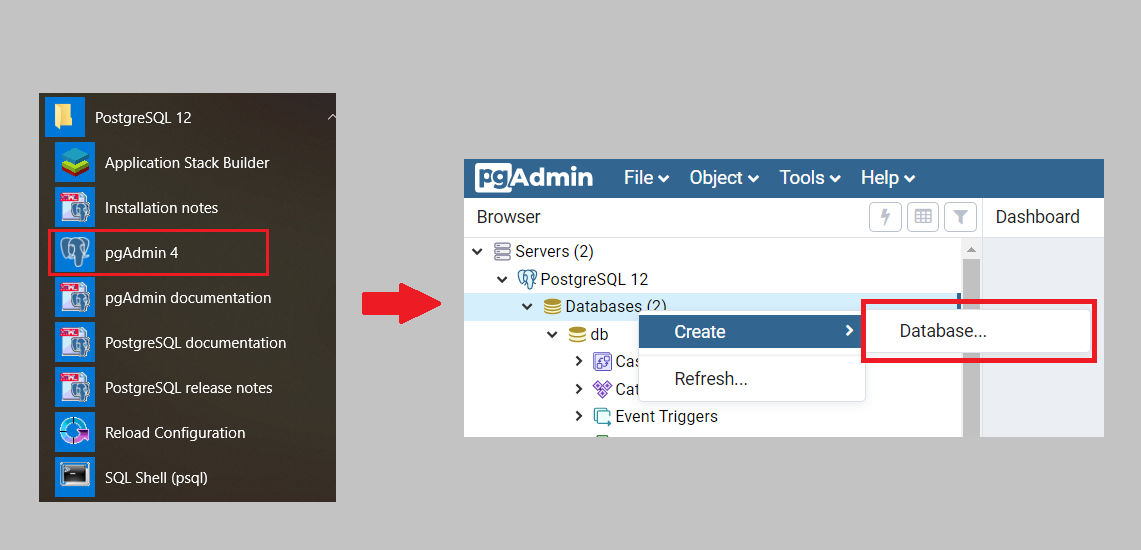 PostgreSQL 12
Application Stack Builder
Installation notes
pgAdmin 4
pgAdmin documentation
PostgreSQL documentation
PostgreSQL release notes
Reload Configuration
SQL Shell (psql)
pgAdmin File Object Tools Help
Browser Dashboard
Servers (2)
PostgreSQL 12
Databases (2)
Create Database...
db
Refresh...
Event Triggers